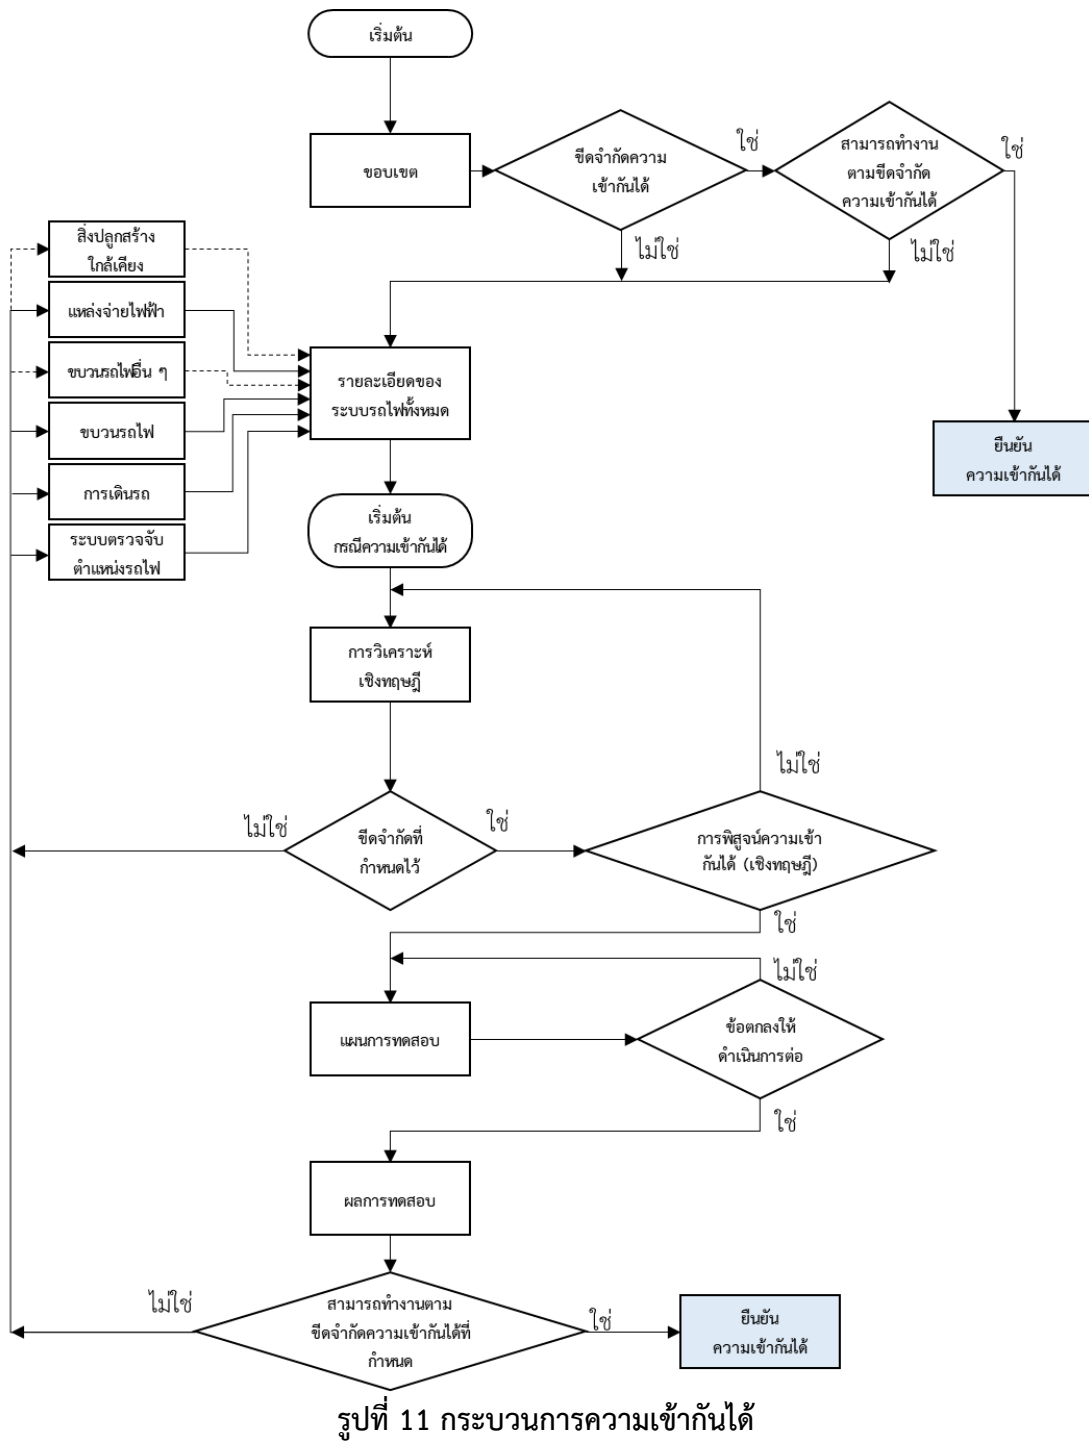 เริ่มต้น
ขอบเขต
ขีดจำกัดความ
เข้ากันได้
ใช่
สามารถทำงาน
ตามขีดจำกัด
ความเข้ากันได้
ใช่
ไม่ใช่
ไม่ใช่
สิ่งปลูกสร้าง
ใกล้เคียง
แหล่งจ่ายไฟฟ้า
ขบวนรถไฟอื่น ๆ
ขบวนรถไฟ
การเดินรถ
ระบบตรวจจับ
ตำแหน่งรถไฟ
รายละเอียดของ
ระบบรถไฟทั้งหมด
ยืนยัน
ความเข้ากันได้
เริ่มต้น
กรณีความเข้ากันได้
การวิเคราะห์
เชิงทฤษฎี
ไม่ใช่
ขีดจำกัดที่
กำหนดไว้
ใช่
ไม่ใช่
การพิสูจน์ความเข้า
กันได้ (เชิงทฤษฎี)
ใช่
ไม่ใช่
แผนการทดสอบ
ข้อตกลงให้
ดำเนินการต่อ
ใช่
ผลการทดสอบ
ไม่ใช่
สามารถทำงานตาม
ขีดจำกัดความเข้ากันได้ที่
กำหนด
ใช่
ยืนยัน
ความเข้ากันได้
รูปที่ 11 กระบวนการความเข้ากันได้